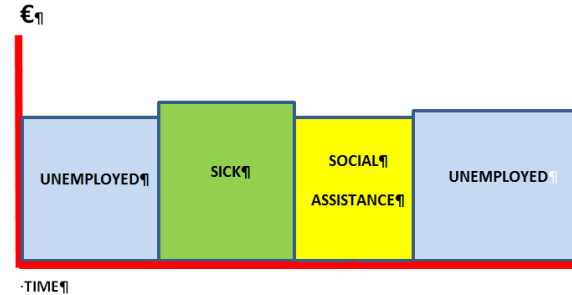 €¶
UNEMPLOYED¶
SICK¶
SOCIAL¶
ASSISTANCE¶
UNEMPLOYED¶
·TIME¶